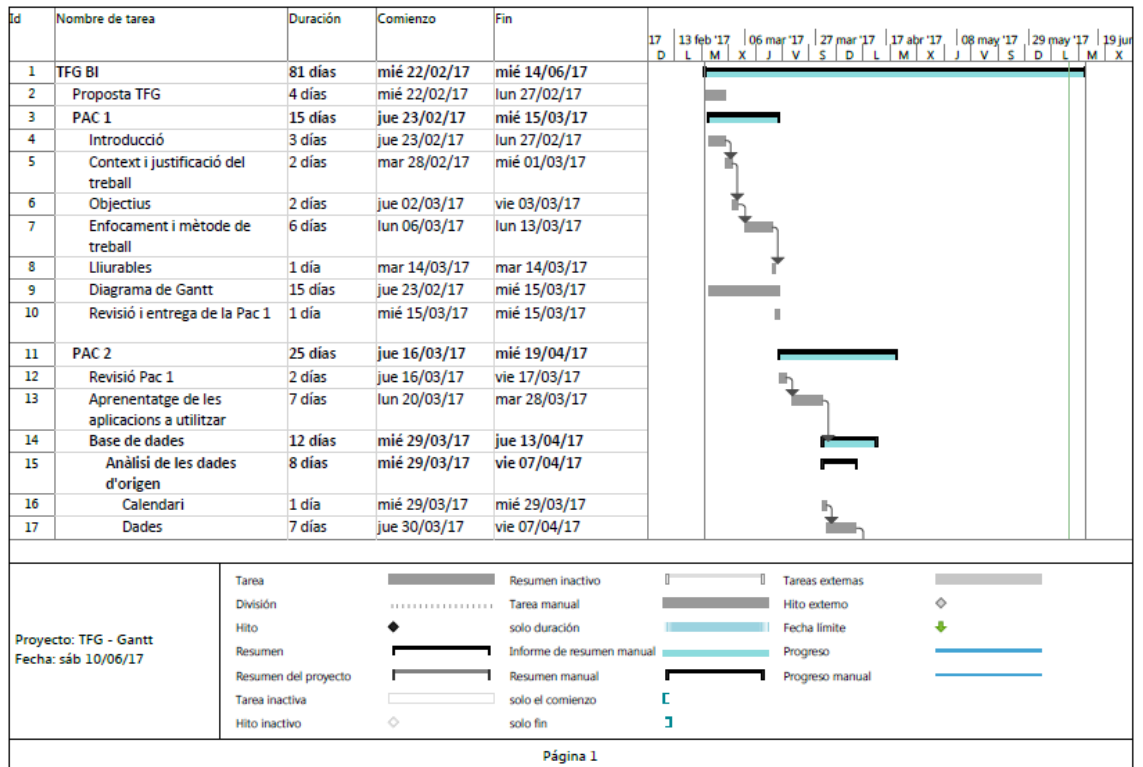 Id Nombre de tarea Duración Comienzo Fin
17 13 feb '17 06 mar '17 27 mar '17 17 abr '17 08 may '17 29 may '17 19 jun
D L M X J V S D L M X J V S D L M X
1 TFG BI 81 días mié 22/02/17 mié 14/06/17
2 Proposta TFG 4 días mié 22/02/17 lun 27/02/17
3 PAC 1 15 días jue 23/02/17 mié 15/03/17
4 Introducció 3 días jue 23/02/17 lun 27/02/17
5 Context i justificació del 2 días mar 28/02/17 mié 01/03/17
treball
6 Objectius 2 días jue 02/03/17 vie 03/03/17
7 Enfocament i mètode de 6 días lun 06/03/17 lun 13/03/17
treball
8 Lliurables 1 día mar 14/03/17 mar 14/03/17
9 Diagrama de Gantt 15 días jue 23/02/17 mié 15/03/17
10 Revisió i entrega de la Pac 1 1 día mié 15/03/17 mié 15/03/17
11 PAC 2 25 días jue 16/03/17 mié 19/04/17
12 Revisió Pac 1 2 días jue 16/03/17 vie 17/03/17
13 Aprenentatge de les 7 días lun 20/03/17 mar 28/03/17
aplicacions a utilitzar
14 Base de dades 12 días mié 29/03/17 jue 13/04/17
15 Anàlisi de les dades 8 días mié 29/03/17 vie 07/04/17
d'origen
16 Calendari 1 día mié 29/03/17 mié 29/03/17
17 Dades 7 días jue 30/03/17 vie 07/04/17
Proyecto: TFG - Gantt
Fecha: sáb 10/06/17
Tarea Resumen inactivo Tareas externas
División Tarea manual Hito externo
Hito solo duración Fecha límite
Resumen Informe de resumen manual Progreso
Resumen del proyecto Resumen manual Progreso manual
Tarea inactiva solo el comienzo
Hito inactivo solo fin
Página 1